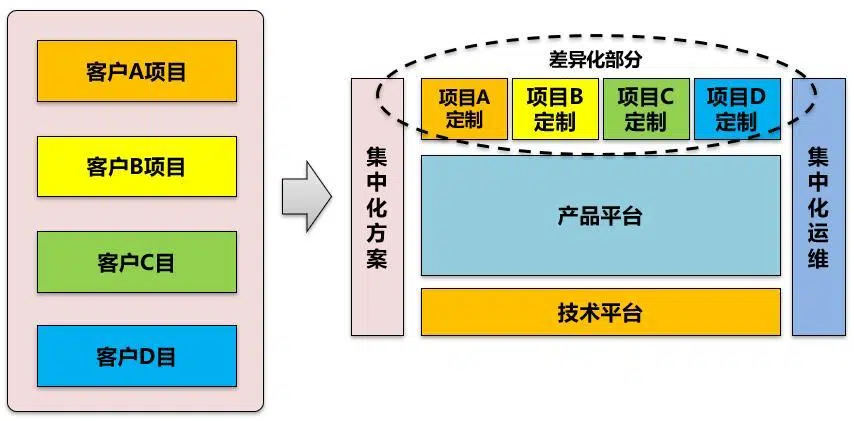 客户A项目
客户B项目
客户C目
客户D目
差异化部分
项目A
定制
项目B
定制
项目C
定制
项目D
定制
集中化方案
产品平台
技术平台
集中化运维